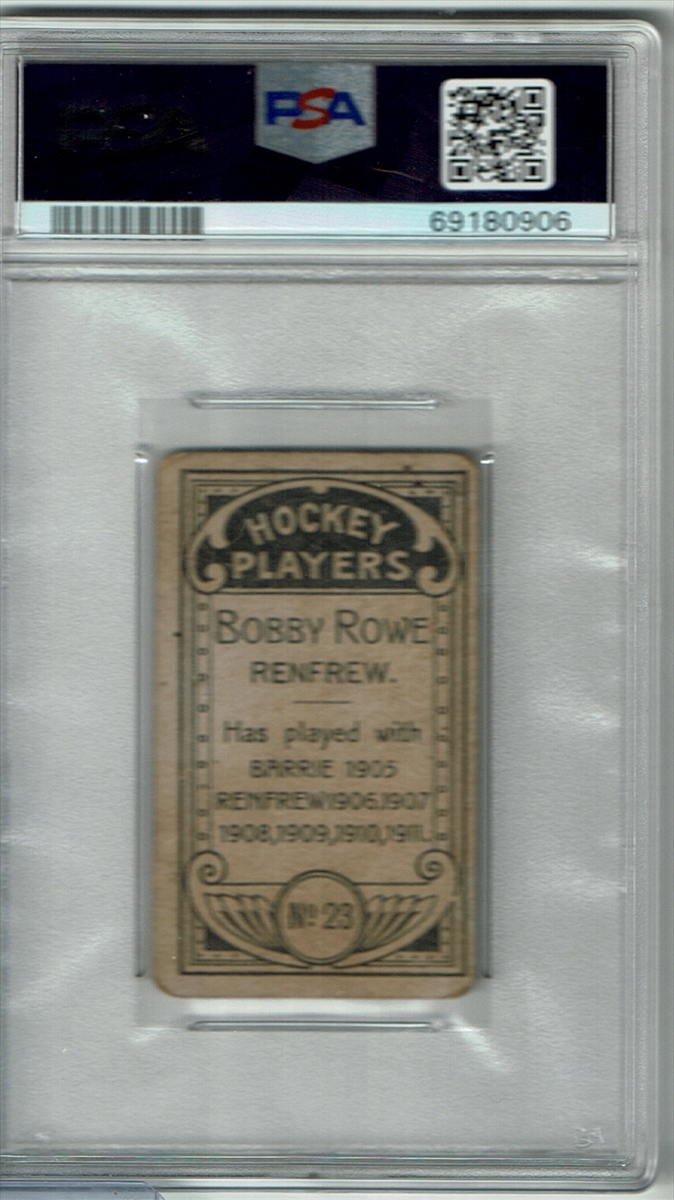 PSA
69180906
HOCKEY
PLAYERS
BOBBY ROWE
RENFREW.
Has played with
BARRIE 1905
RENFREW 1906,1907
1908,1909,1910,1911.
No 23